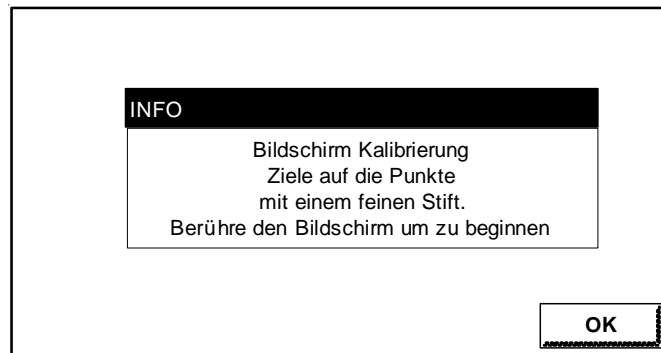 INFO
Bildschirm Kalibrierung
Ziele auf die Punkte
mit einem feinen Stift.
Berühre den Bildschirm um zu beginnen
OK